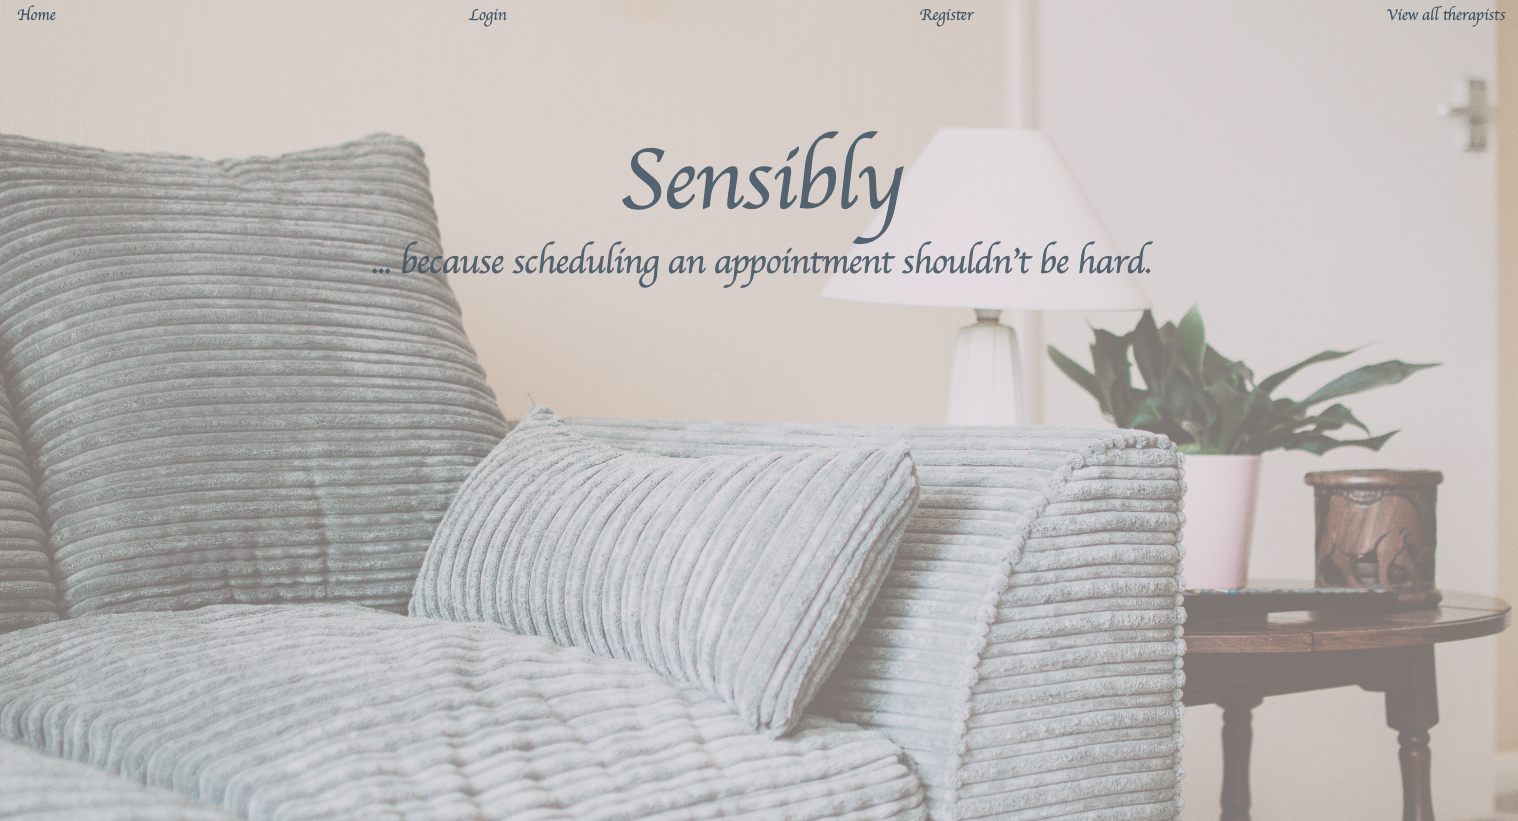 Home Login Register View all therapists
Sensibly
... because scheduling an appointment shouldn't be hard.